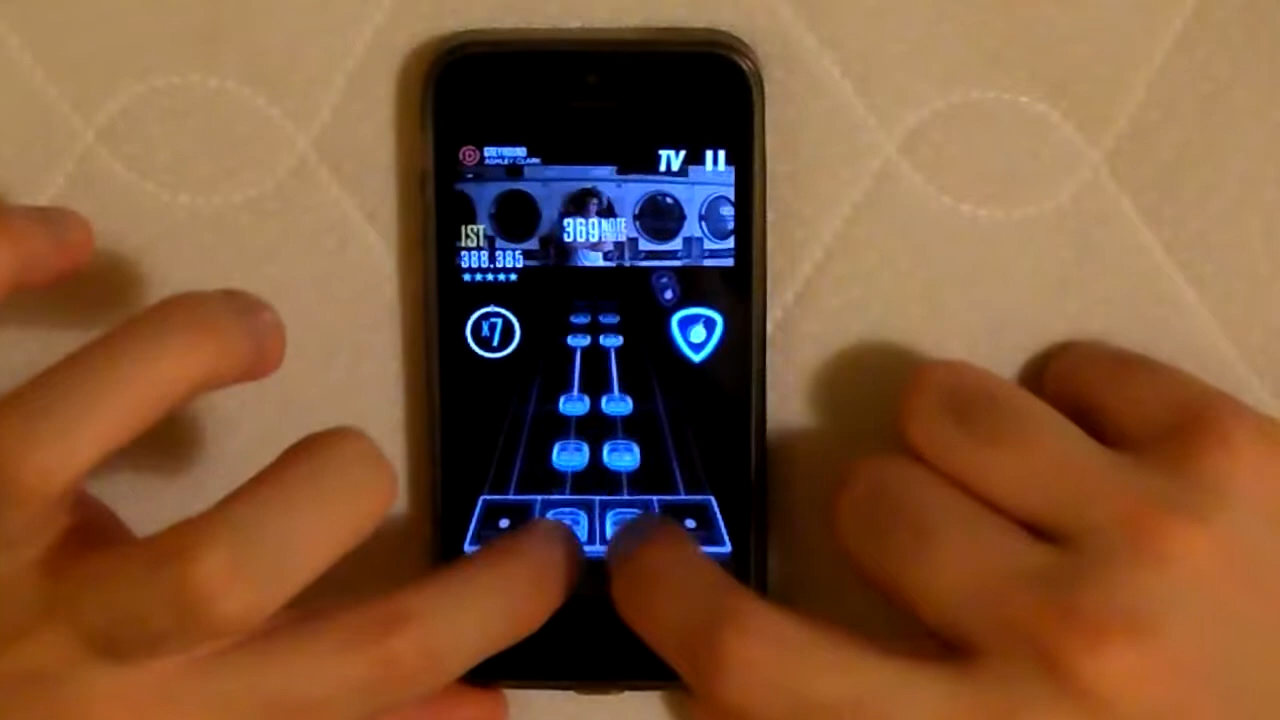 GREYHOUND
ASHLEY CLARK
TV
369 NOTE
1ST
388.385
x7